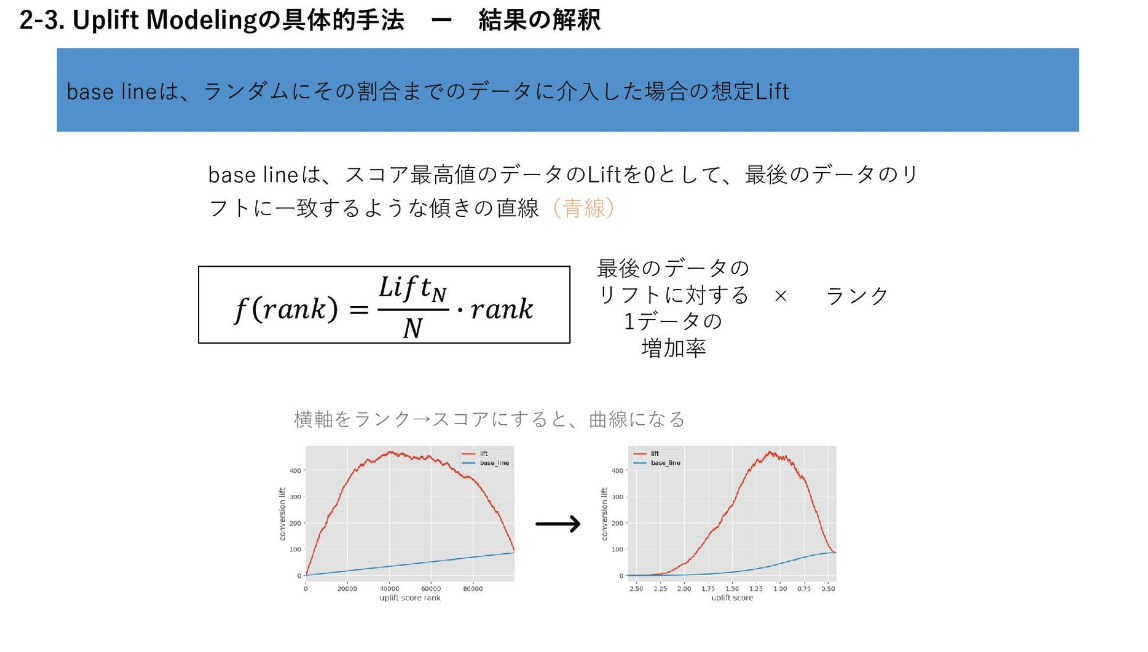 2-3. Uplift Modelingの具体的手法　ー　結果の解釈
base lineは、ランダムにその割合までのデータに介入した場合の想定Lift
base lineは、スコア最高値のデータのLiftを0として、最後のデータのリ
フトに一致するような傾きの直線（青線）
f(rank) = Lift_N / N · rank
最後のデータの
リフトに対する　×　ランク
1データの
増加率
横軸をランク→スコアにすると、曲線になる
lift
base_line
400
300
200
100
0
conversion lift
0 20000 40000 60000 80000
uplift score rank
→
lift
base_line
400
300
200
100
0
conversion lift
2.50 2.25 2.00 1.75 1.50 1.25 1.00 0.75 0.50
uplift score